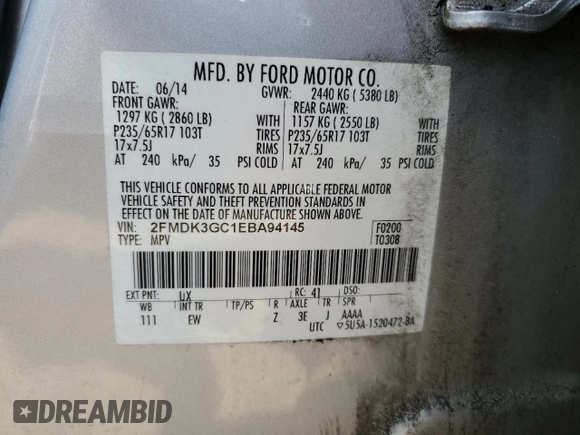 MFD. BY FORD MOTOR CO.
DATE: 06/14 GVWR: 2440 KG ( 5380 LB)
FRONT GAWR: REAR GAWR:
1297 KG ( 2860 LB) WITH 1157 KG ( 2550 LB) WITH
P235/65R17 103T TIRES P235/65R17 103T TIRES
17x7.5J RIMS 17x7.5J RIMS
AT 240 kPa/ 35 PSI COLD AT 240 kPa/ 35 PSI COLD
THIS VEHICLE CONFORMS TO ALL APPLICABLE FEDERAL MOTOR
VEHICLE SAFETY AND THEFT PREVENTION STANDARDS IN
EFFECT ON THE DATE OF MANUFACTURE SHOWN ABOVE.
VIN: 2FMDK3GC1EBA94145 F0200
TYPE: MPV T0308
EXT PNT: UX RC: 41 DSO:
WB INT TR TP/PS R AXLE TR SPR
111 EW Z 3E J AAAA
UTC ▽5U5A-1520472-BA
DREAMBID